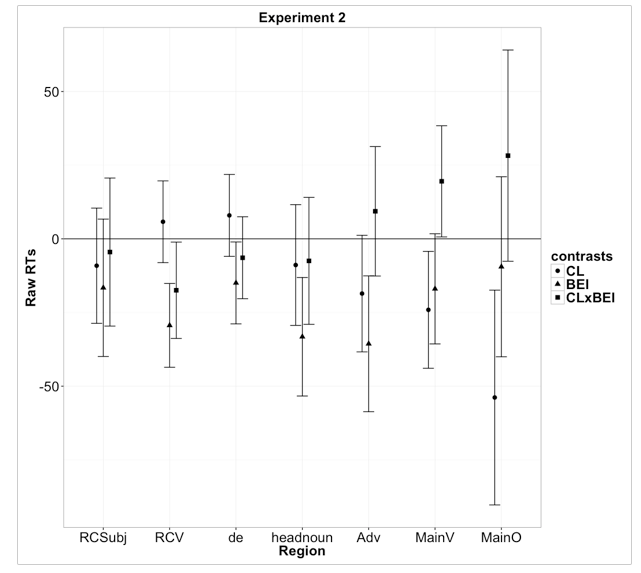 Experiment 2
Raw RTs
50
0
-50
RCSubj RCV de headnoun Adv MainV MainO
Region
contrasts
CL
BEI
CLxBEI